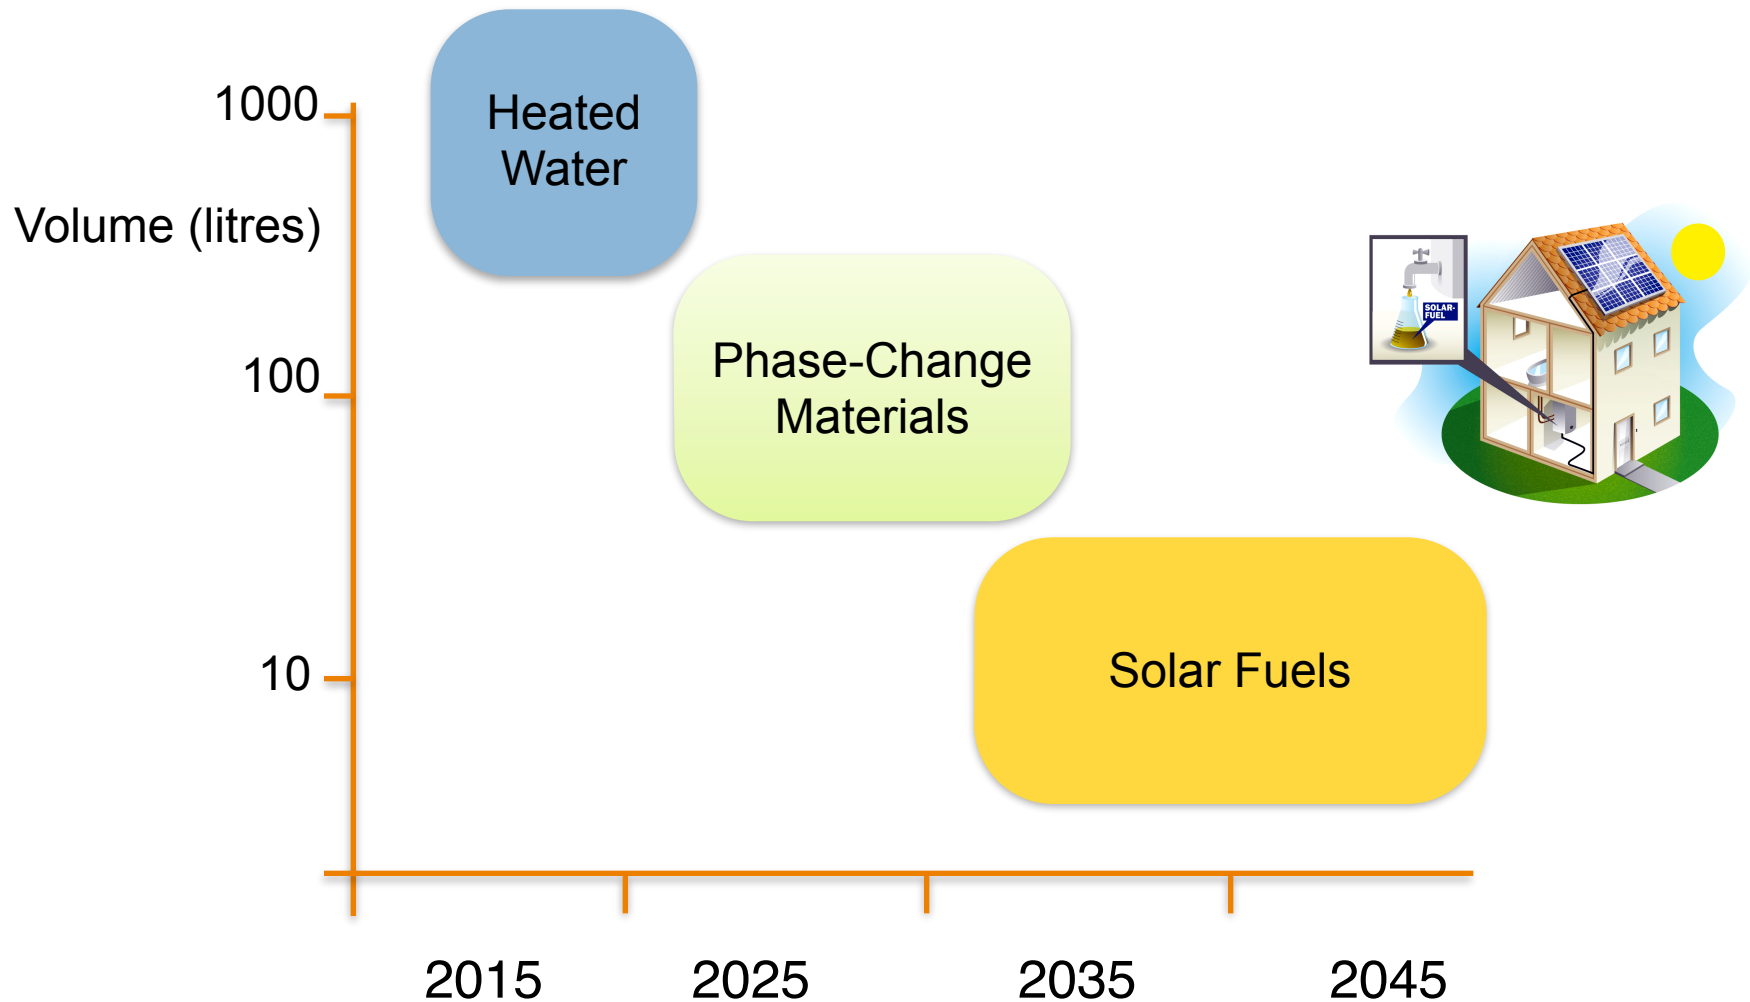 Heated
Water
1000
Volume (litres)
Phase-Change
Materials
100
SOLAR-
FUEL
Solar Fuels
10
2015
2025
2035
2045